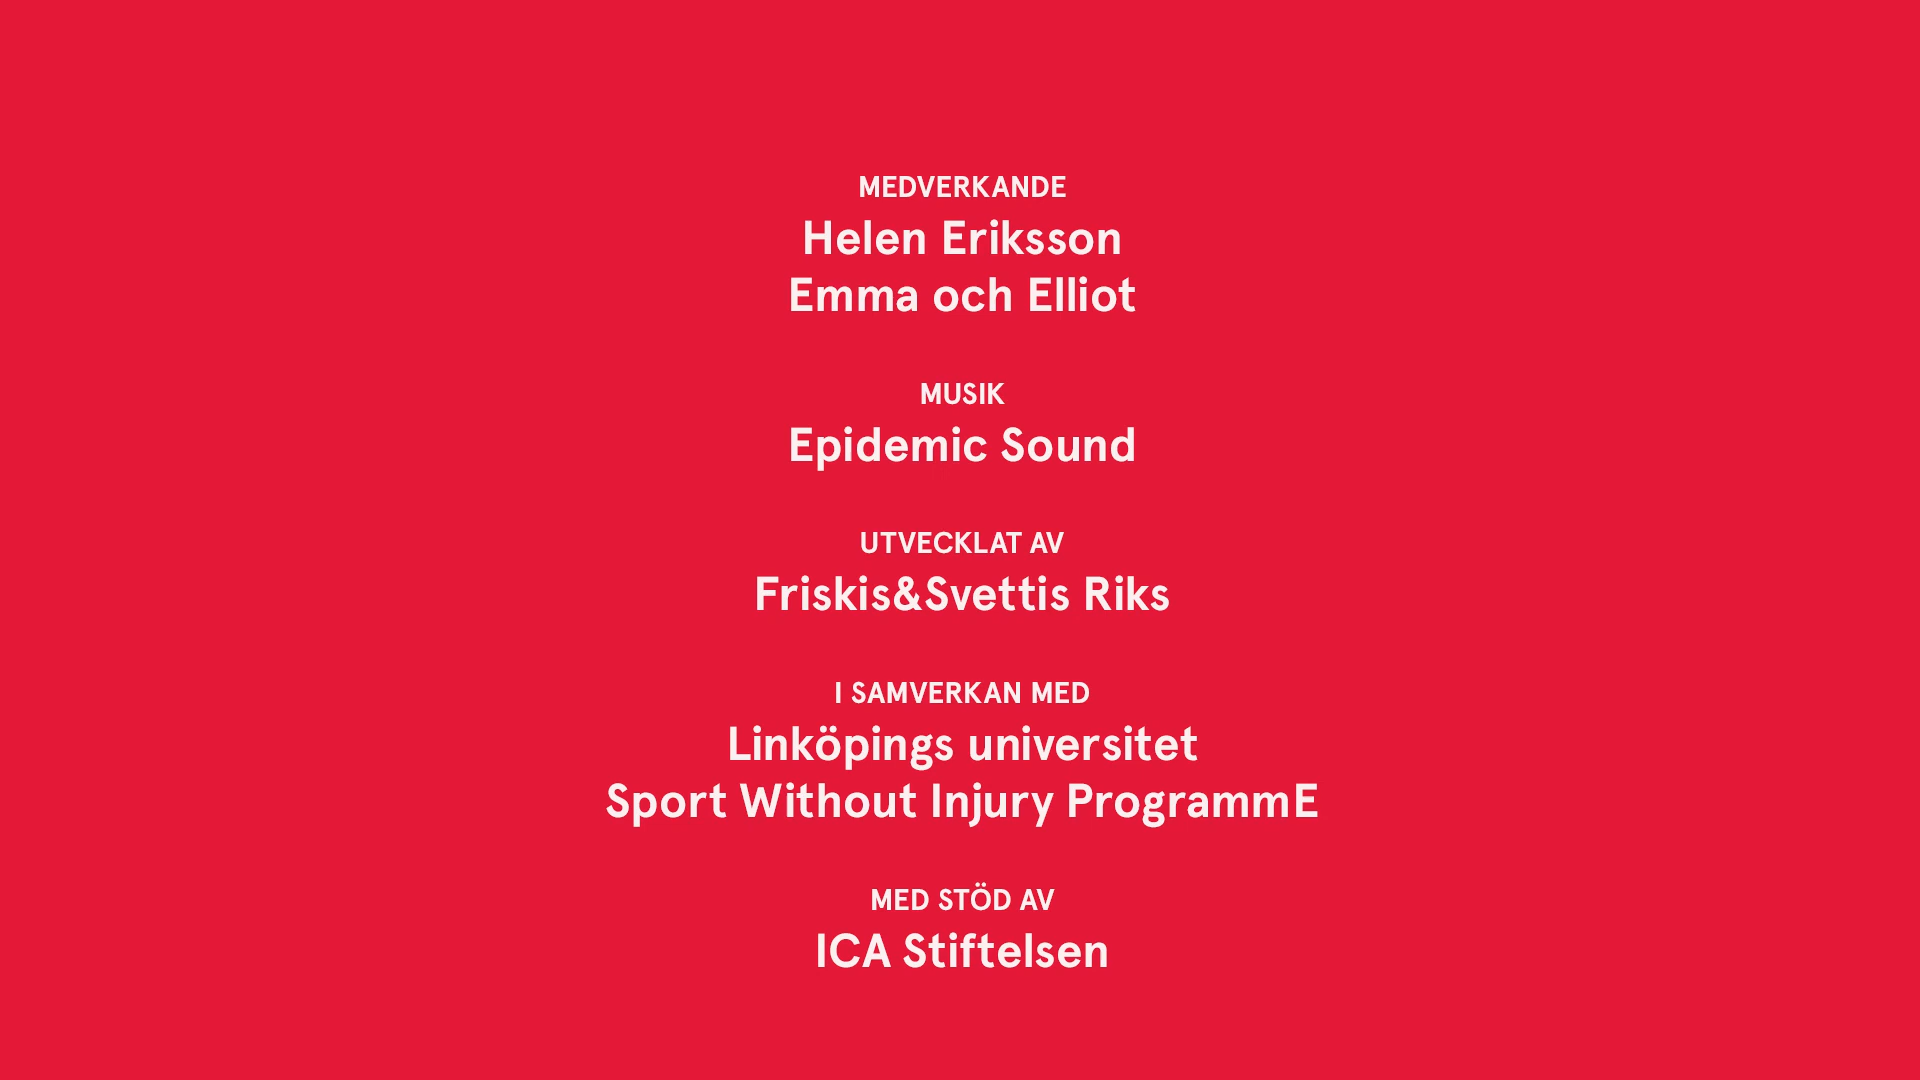 MEDVERKANDE
Helen Eriksson
Emma och Elliot
MUSIK
Epidemic Sound
UTVECKLAT AV
Friskis&Svettis Riks
I SAMVERKAN MED
Linköpings universitet
Sport Without Injury ProgrammE
MED STÖD AV
ICA Stiftelsen